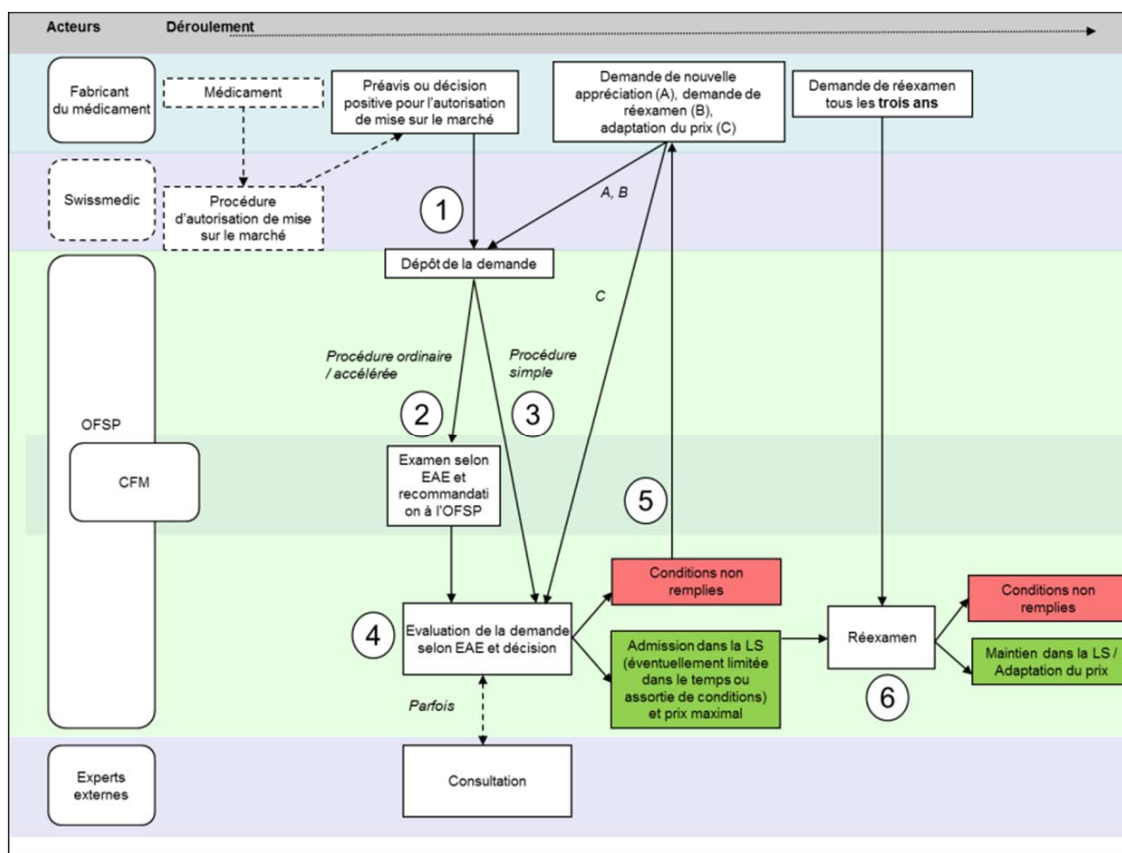 Acteurs
Déroulement
Fabricant
du médicament
Médicament
Préavis ou décision
positive pour l'autorisation
de mise sur le marché
Demande de nouvelle
appréciation (A), demande de
réexamen (B),
adaptation du prix (C)
Demande de réexamen
tous les trois ans
Swissmedic
Procédure
d'autorisation de mise
sur le marché
1
A, B
Dépôt de la demande
C
Procédure ordinaire
/ accélérée
Procédure
simple
2
3
OFSP
CFM
Examen selon
EAE et
recommandati
on à l'OFSP
5
4
Evaluation de la demande
selon EAE et décision
Conditions non
remplies
Admission dans la LS
(éventuellement limitée
dans le temps ou
assortie de conditions)
et prix maximal
Réexamen
6
Conditions non
remplies
Maintien dans la LS /
Adaptation du prix
Parfois
Experts
externes
Consultation